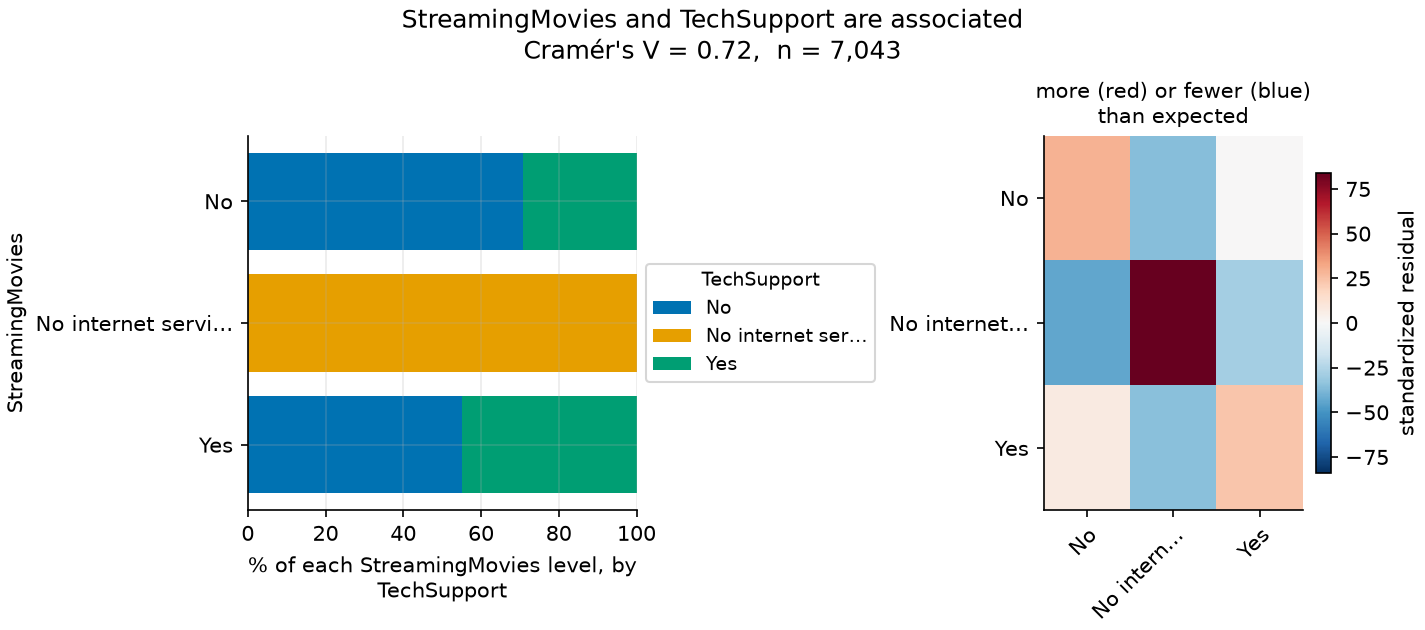 StreamingMovies and TechSupport are associated
Cramér's V = 0.72,  n = 7,043
StreamingMovies
No
No internet servi...
Yes
0 20 40 60 80 100
% of each StreamingMovies level, by
TechSupport
TechSupport
No
No internet ser...
Yes
more (red) or fewer (blue)
than expected
No
No internet...
Yes
No
No intern...
Yes
75
50
25
0
−25
−50
−75
standardized residual